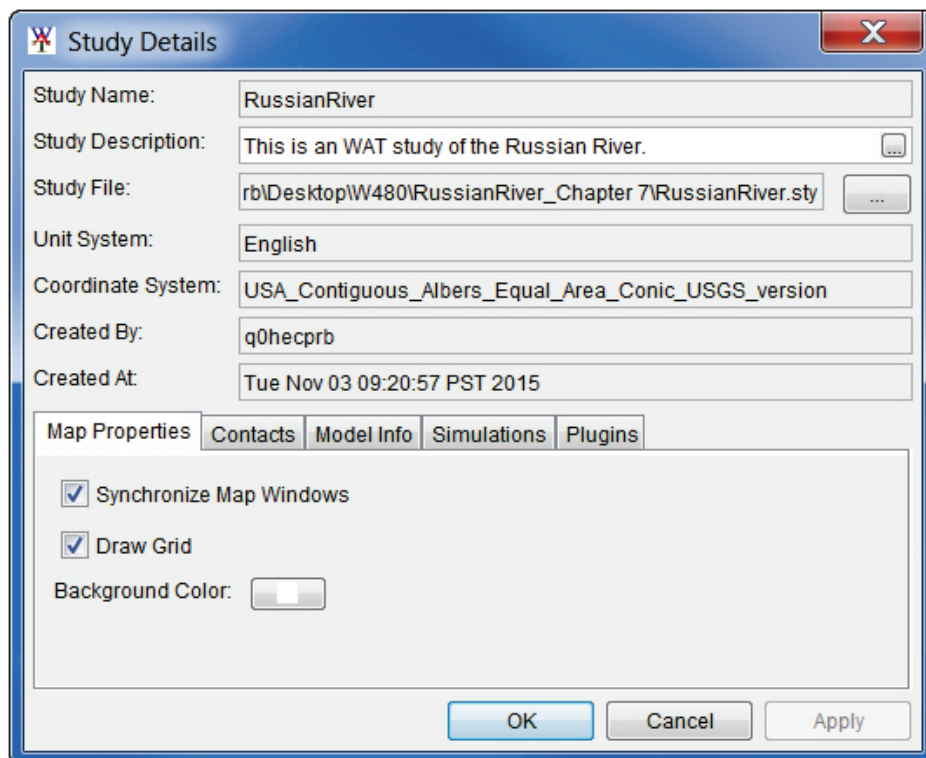 Study Details
Study Name: RussianRiver
Study Description: This is an WAT study of the Russian River. ...
Study File: rb\Desktop\W480\RussianRiver_Chapter 7\RussianRiver.sty ...
Unit System: English
Coordinate System: USA_Contiguous_Albers_Equal_Area_Conic_USGS_version
Created By: q0hecprb
Created At: Tue Nov 03 09:20:57 PST 2015
Map Properties Contacts Model Info Simulations Plugins
Synchronize Map Windows
Draw Grid
Background Color:
OK Cancel Apply